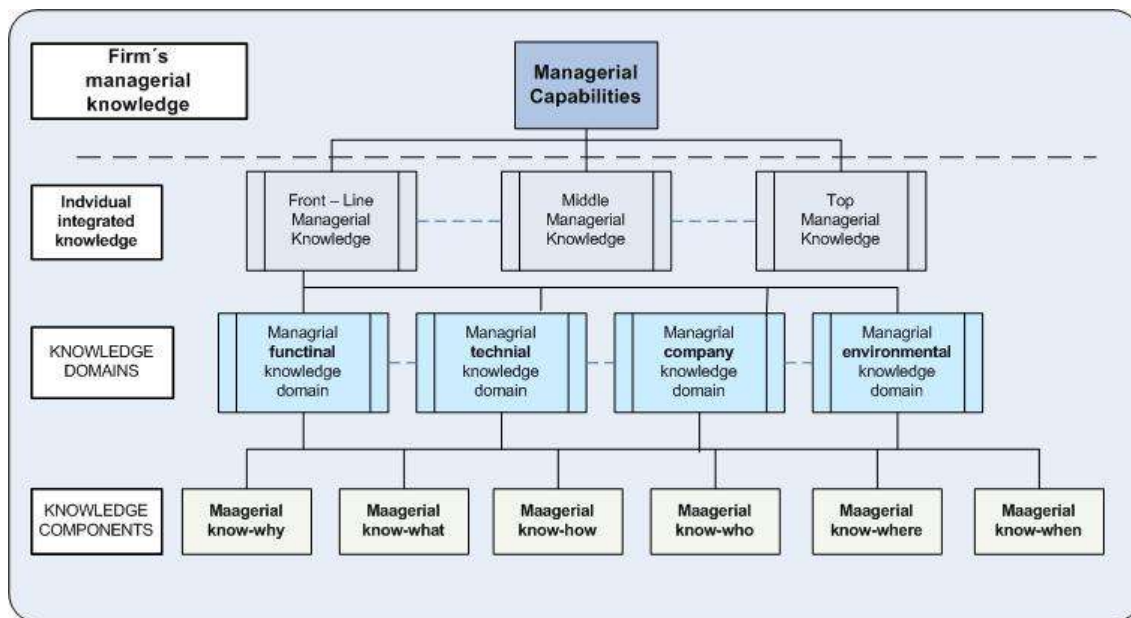 Firm´s
managerial
knowledge
Managerial
Capabilities
Indvidual
integrated
knowledge
Front – Line
Managerial
Knowledge
Middle
Managerial
Knowledge
Top
Managerial
Knowledge
KNOWLEDGE
DOMAINS
Managrial
functinal
knowledge
domain
Managrial
technial
knowledge
domain
Managrial
company
knowledge
domain
Managrial
environmental
knowledge
domain
KNOWLEDGE
COMPONENTS
Maagerial
know-why
Maagerial
know-what
Maagerial
know-how
Maagerial
know-who
Maagerial
know-where
Maagerial
know-when